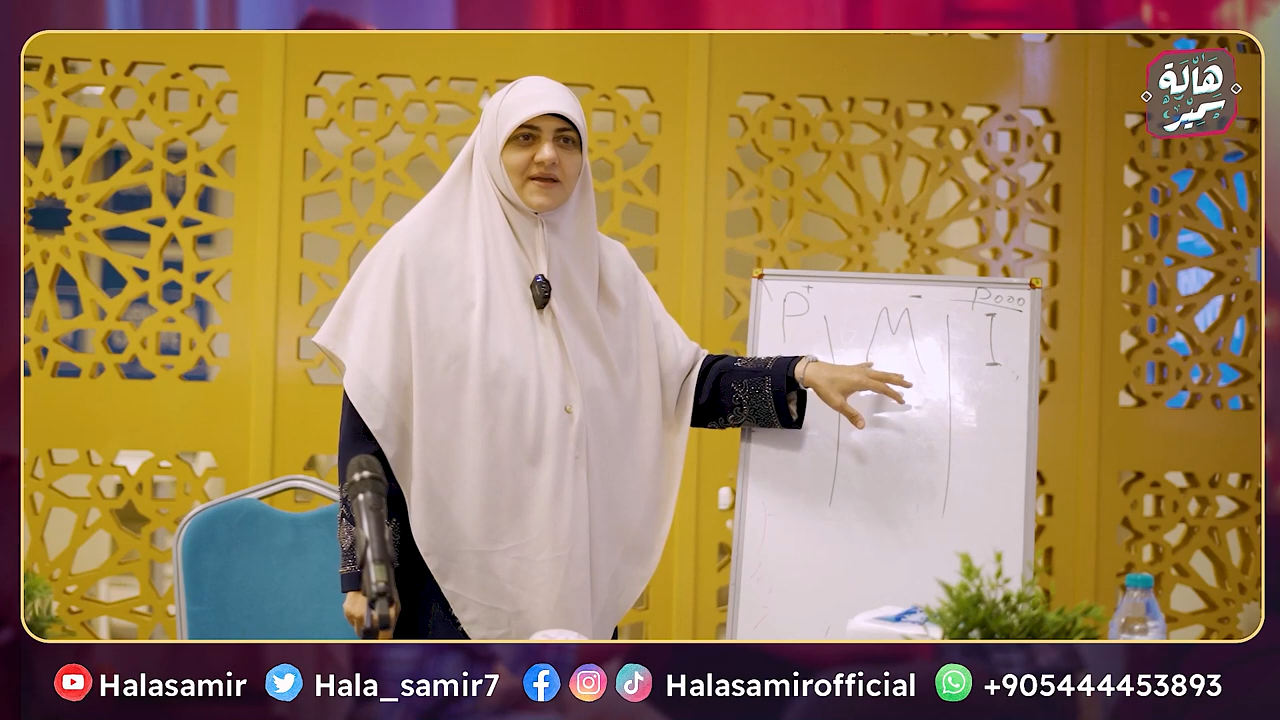 هالة
سمير
P+
M -
P000
I
Halasamir
Hala_samir7
Halasamirofficial
+905444453893